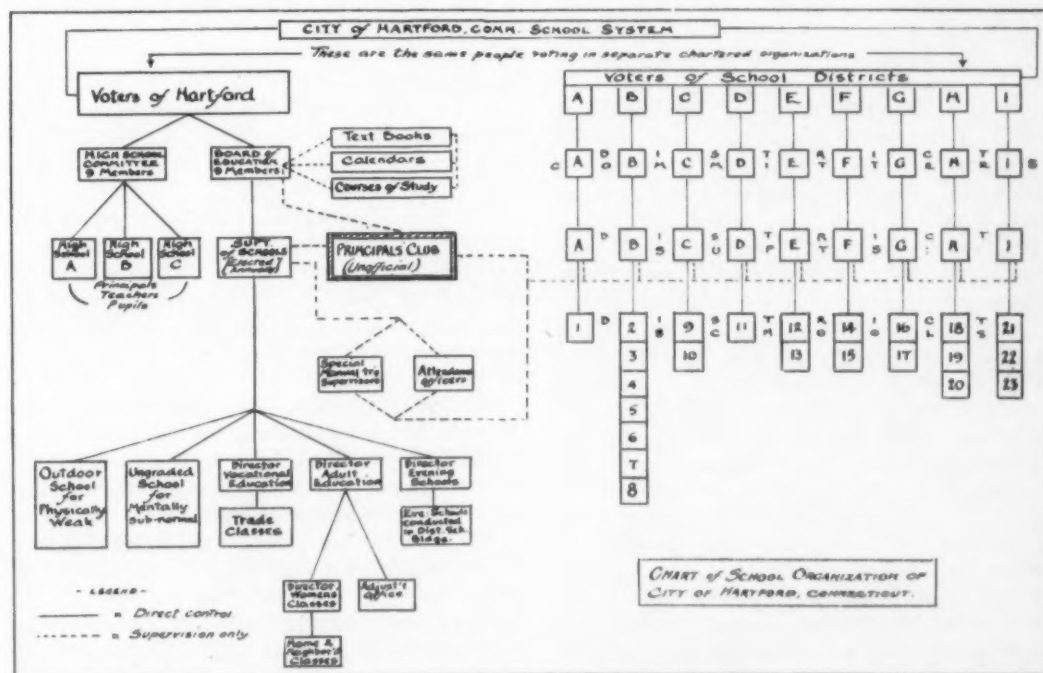 CITY OF HARTFORD, CONN. SCHOOL SYSTEM
These are the same people voting in separate chartered organizations
Voters of Hartford
Voters of School Districts
A B C D E F G H I
HIGH SCHOOL
COMMITTEE
9 Members
BOARD of
EDUCATION
9 Members
Text Books
Calendars
Courses of Study
C A D O B I M C S M D T I E R T F I T G C E H T E I S
High School
A
High School
B
High School
C
Principals
Teachers
Pupils
SUPT.
of SCHOOLS
(Elected
Annually)
PRINCIPALS' CLUB
(Unofficial)
A D B I S C S U D T P E R T F I S G C A T I
Special
Manual Tr'g
Supervisors
Attendance
Officers
1 D 2 I B 9 S C 11 T M 12 R O 14 I O 16 C L 18 T S 21
3 10 13 15 17 19 22
4 20 23
5
6
7
8
Outdoor
School
for
Physically
Weak
Ungraded
School
for
Mentally
Sub-normal
Director
Vocational
Education
Trade
Classes
Director
Adult
Education
Director
Evening
Schools
Eve. Schools
conducted
in Dist. Sch.
Bldgs.
Director
Womens
Classes
Adjust's
Office
Home &
Neighbor'd
Classes
- LEGEND -
= Direct control
= Supervision only
CHART of SCHOOL ORGANIZATION OF
CITY OF HARTFORD, CONNECTICUT.